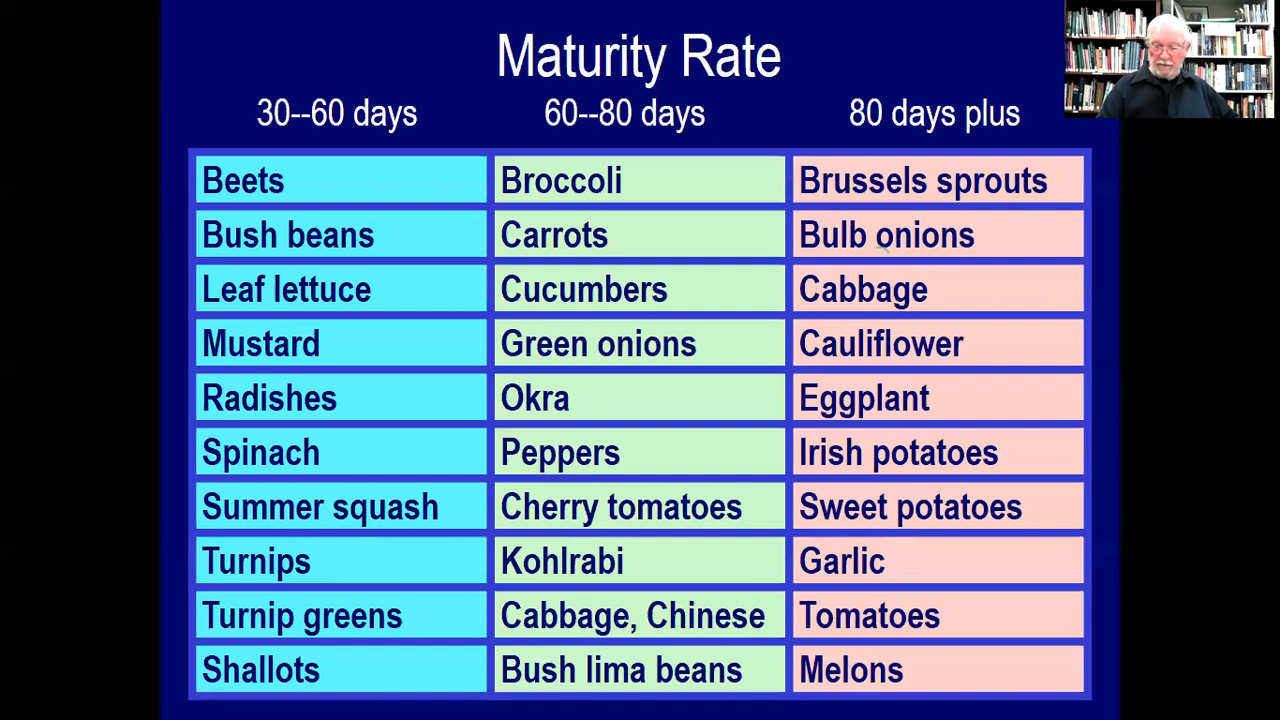 Maturity Rate
30--60 days 60--80 days 80 days plus
Beets Broccoli Brussels sprouts
Bush beans Carrots Bulb onions
Leaf lettuce Cucumbers Cabbage
Mustard Green onions Cauliflower
Radishes Okra Eggplant
Spinach Peppers Irish potatoes
Summer squash Cherry tomatoes Sweet potatoes
Turnips Kohlrabi Garlic
Turnip greens Cabbage, Chinese Tomatoes
Shallots Bush lima beans Melons